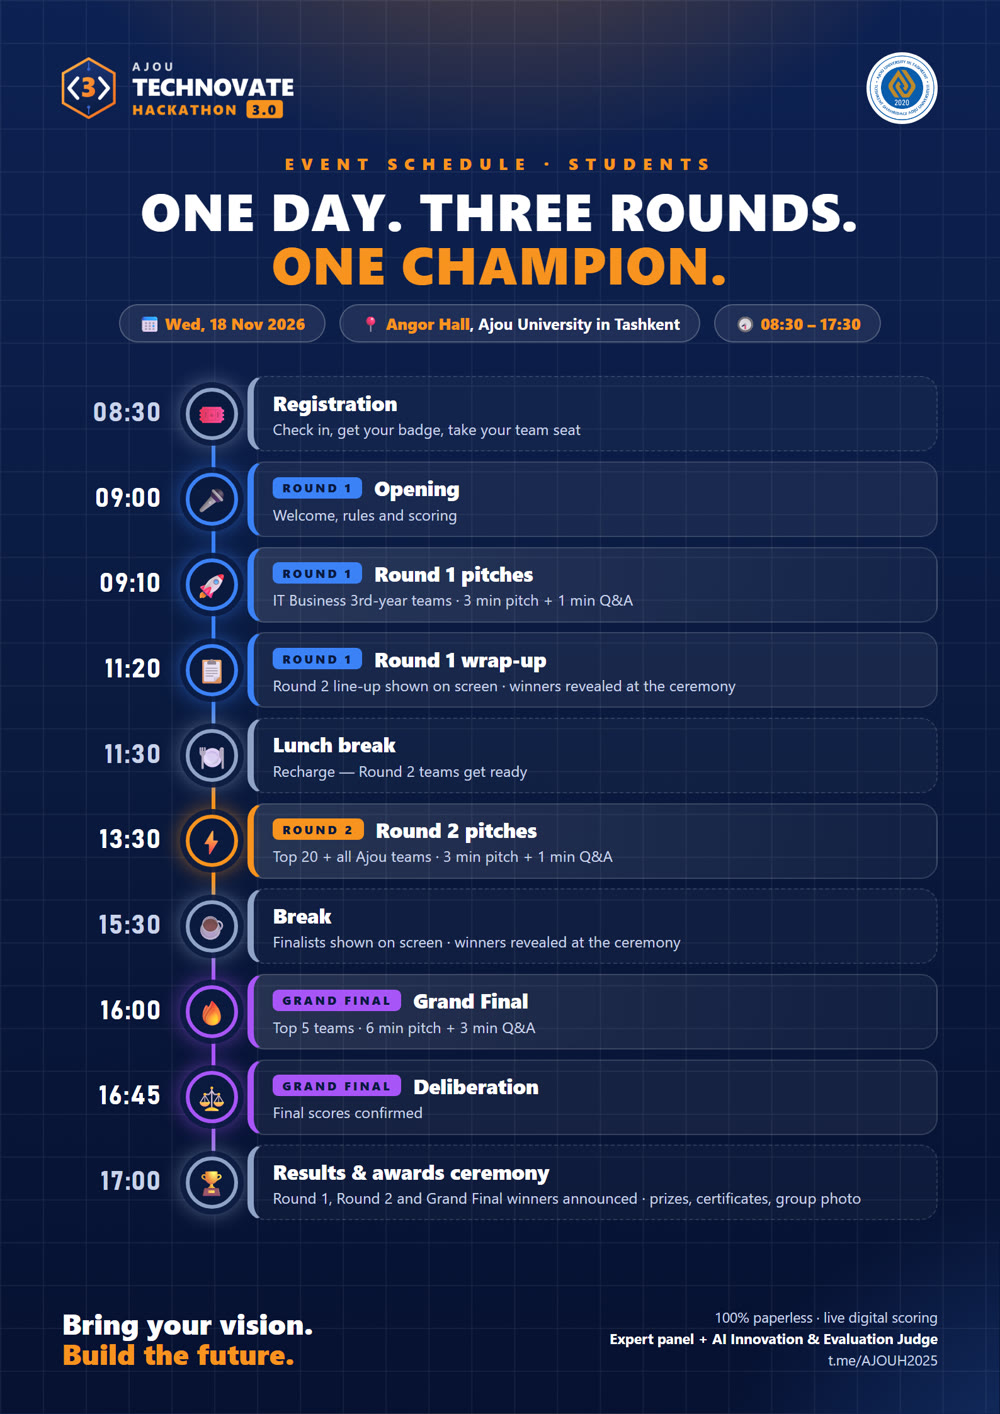 AJOU
TECHNOVATE
HACKATHON 3.0
3
2020
EVENT SCHEDULE · STUDENTS
ONE DAY. THREE ROUNDS.
ONE CHAMPION.
Wed, 18 Nov 2026
Angor Hall, Ajou University in Tashkent
08:30 – 17:30
08:30
Registration
Check in, get your badge, take your team seat
09:00
ROUND 1 Opening
Welcome, rules and scoring
09:10
ROUND 1 Round 1 pitches
IT Business 3rd-year teams · 3 min pitch + 1 min Q&A
11:20
ROUND 1 Round 1 wrap-up
Round 2 line-up shown on screen · winners revealed at the ceremony
11:30
Lunch break
Recharge — Round 2 teams get ready
13:30
ROUND 2 Round 2 pitches
Top 20 + all Ajou teams · 3 min pitch + 1 min Q&A
15:30
Break
Finalists shown on screen · winners revealed at the ceremony
16:00
GRAND FINAL Grand Final
Top 5 teams · 6 min pitch + 3 min Q&A
16:45
GRAND FINAL Deliberation
Final scores confirmed
17:00
Results & awards ceremony
Round 1, Round 2 and Grand Final winners announced · prizes, certificates, group photo
Bring your vision.
Build the future.
100% paperless · live digital scoring
Expert panel + AI Innovation & Evaluation Judge
t.me/AJOUH2025